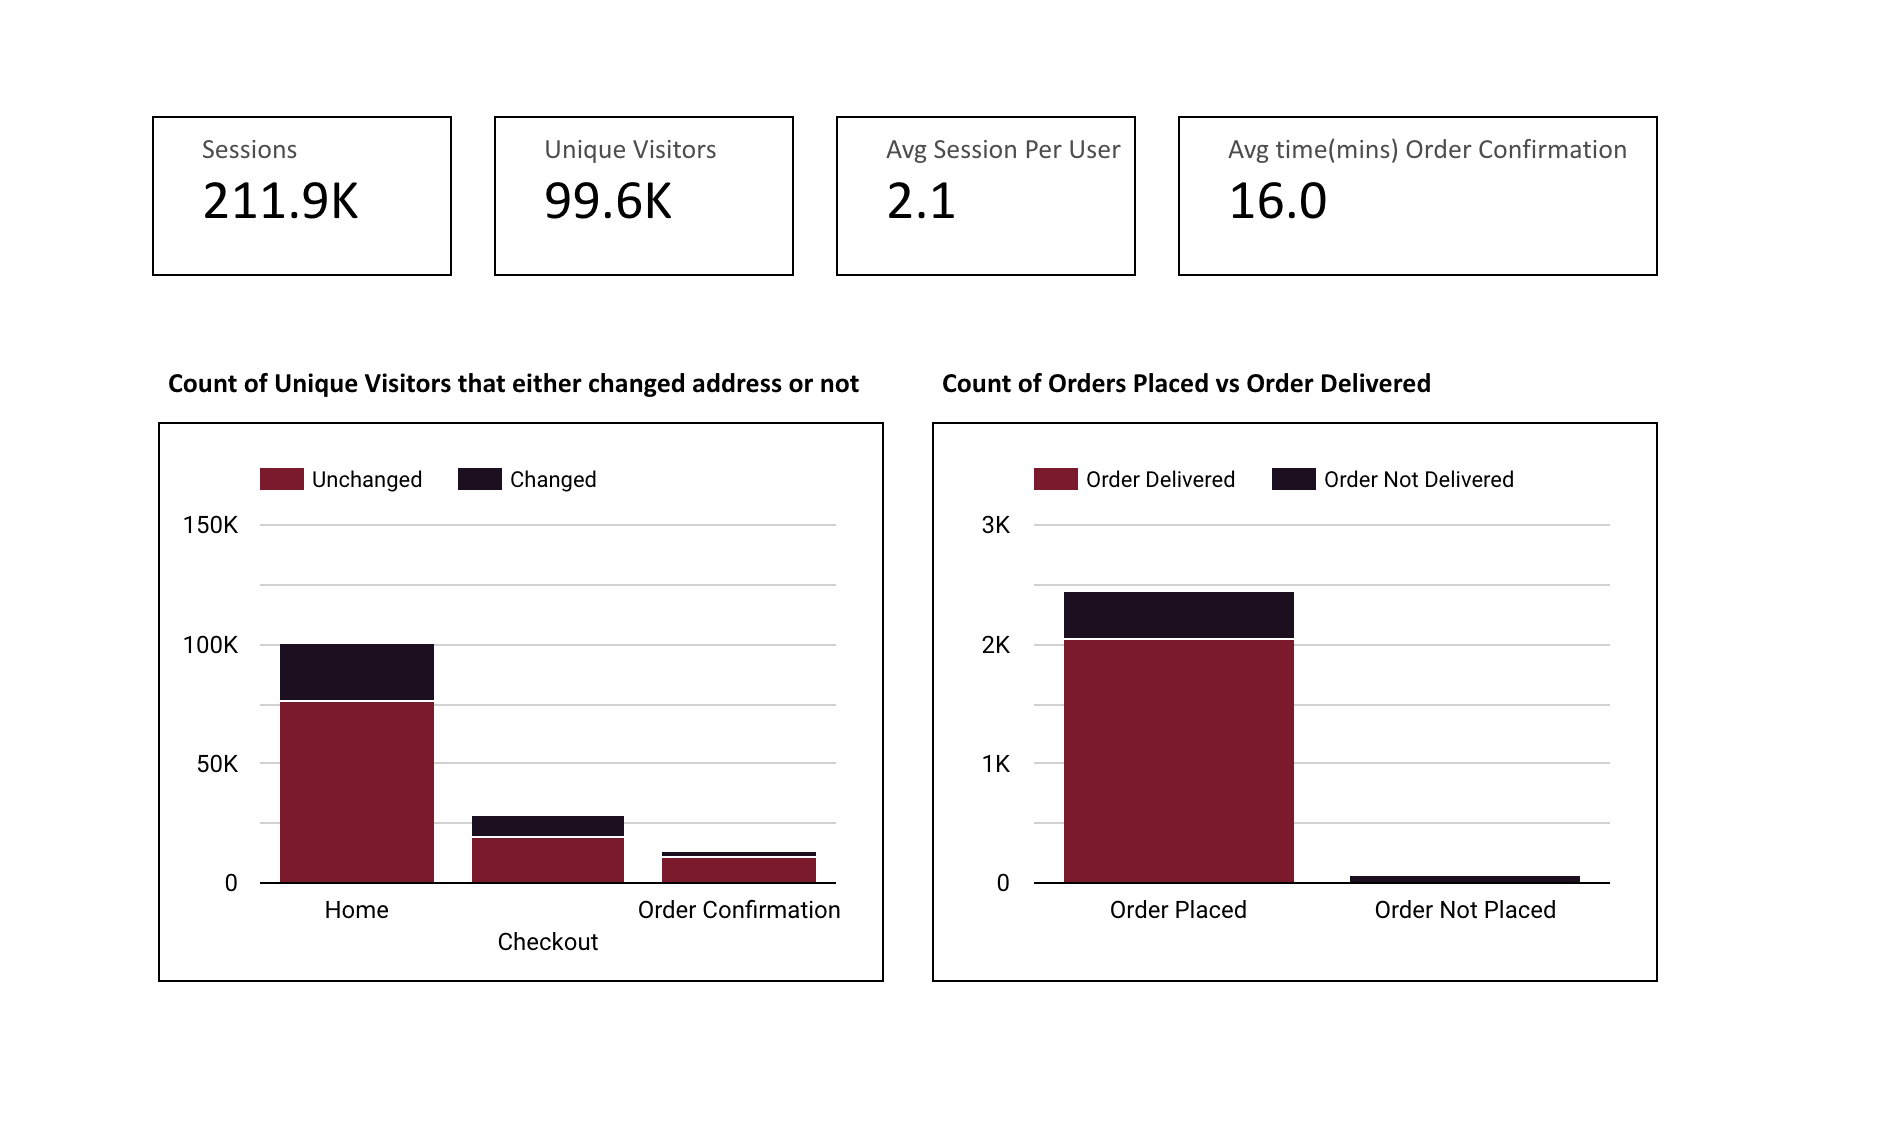 Sessions
211.9K
Unique Visitors
99.6K
Avg Session Per User
2.1
Avg time(mins) Order Confirmation
16.0
Count of Unique Visitors that either changed address or not
Unchanged
Changed
150K
100K
50K
0
Home
Checkout
Order Confirmation
Count of Orders Placed vs Order Delivered
Order Delivered
Order Not Delivered
3K
2K
1K
0
Order Placed
Order Not Placed